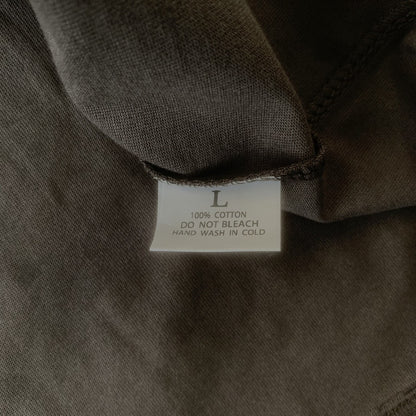 L
100% COTTON
DO NOT BLEACH
HAND WASH IN COLD